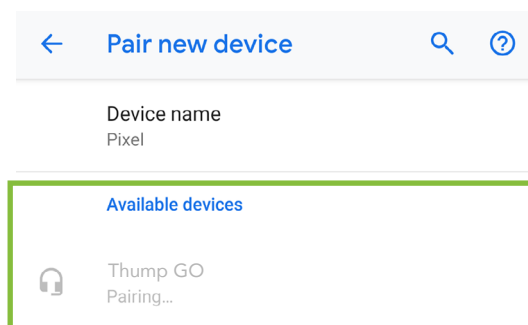 Pair new device
Device name
Pixel
Available devices
Thump GO
Pairing...